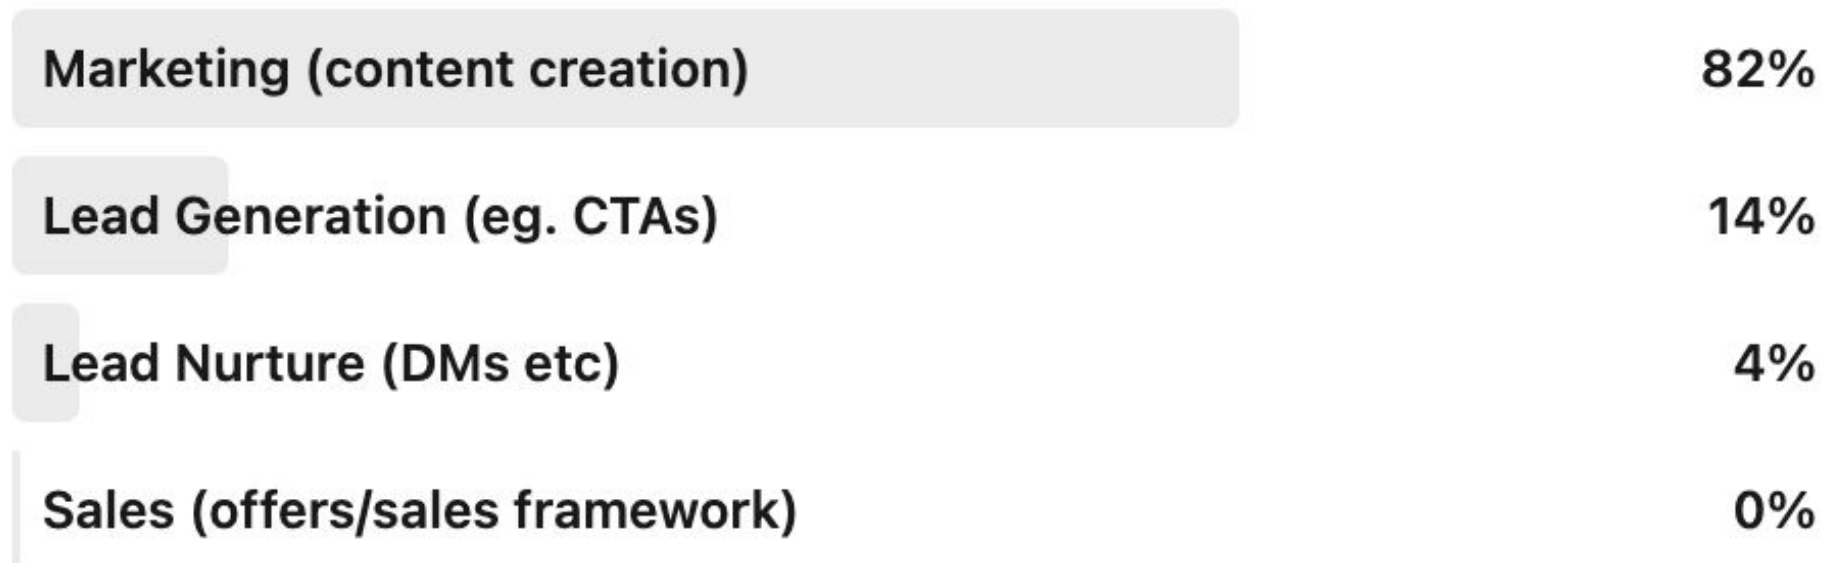 Marketing (content creation) 82%
Lead Generation (eg. CTAs) 14%
Lead Nurture (DMs etc) 4%
Sales (offers/sales framework) 0%